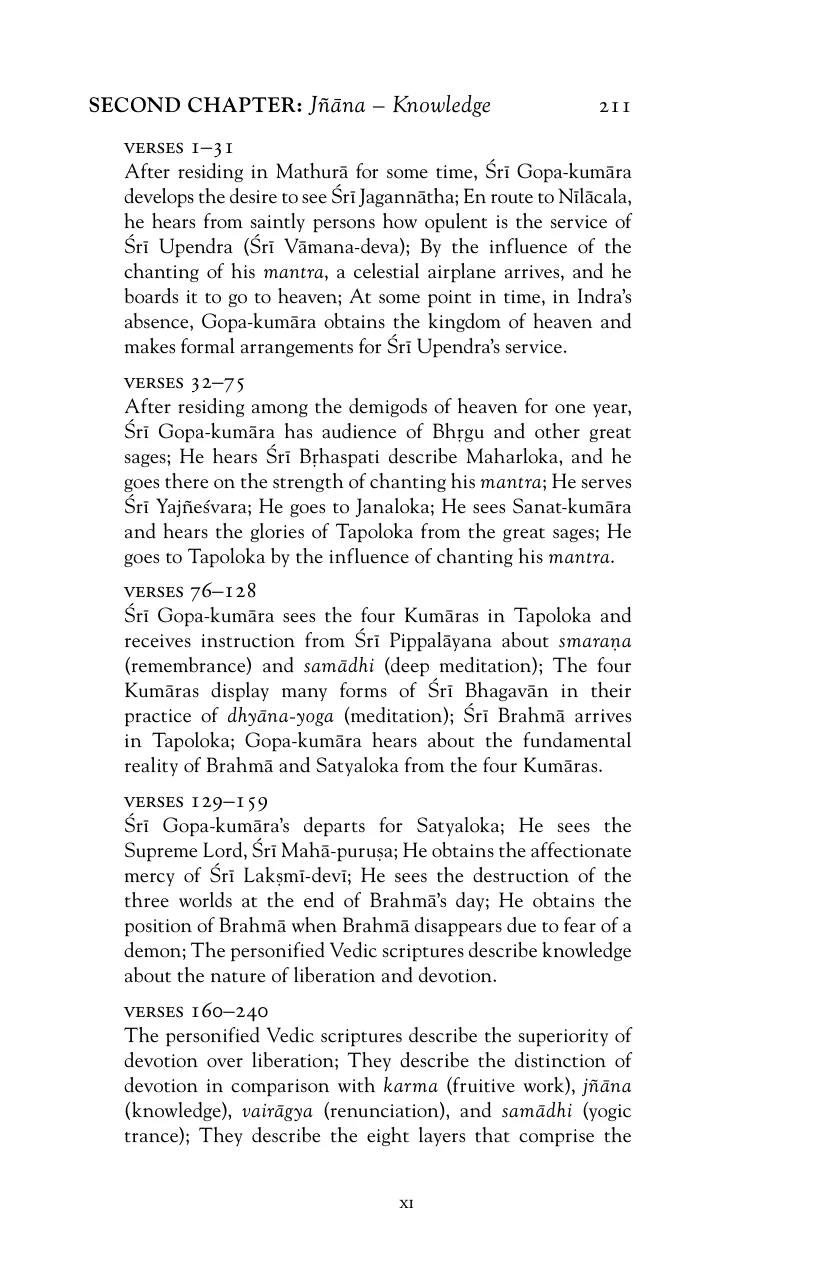 SECOND CHAPTER: Jñāna – Knowledge 211
VERSES 1–31
After residing in Mathurā for some time, Śrī Gopa-kumāra
develops the desire to see Śrī Jagannātha; En route to Nīlācala,
he hears from saintly persons how opulent is the service of
Śrī Upendra (Śrī Vāmana-deva); By the influence of the
chanting of his mantra, a celestial airplane arrives, and he
boards it to go to heaven; At some point in time, in Indra’s
absence, Gopa-kumāra obtains the kingdom of heaven and
makes formal arrangements for Śrī Upendra’s service.
VERSES 32–75
After residing among the demigods of heaven for one year,
Śrī Gopa-kumāra has audience of Bhṛgu and other great
sages; He hears Śrī Bṛhaspati describe Maharloka, and he
goes there on the strength of chanting his mantra; He serves
Śrī Yajñeśvara; He goes to Janaloka; He sees Sanat-kumāra
and hears the glories of Tapoloka from the great sages; He
goes to Tapoloka by the influence of chanting his mantra.
VERSES 76–128
Śrī Gopa-kumāra sees the four Kumāras in Tapoloka and
receives instruction from Śrī Pippalāyana about smaraṇa
(remembrance) and samādhi (deep meditation); The four
Kumāras display many forms of Śrī Bhagavān in their
practice of dhyāna-yoga (meditation); Śrī Brahmā arrives
in Tapoloka; Gopa-kumāra hears about the fundamental
reality of Brahmā and Satyaloka from the four Kumāras.
VERSES 129–159
Śrī Gopa-kumāra’s departs for Satyaloka; He sees the
Supreme Lord, Śrī Mahā-puruṣa; He obtains the affectionate
mercy of Śrī Lakṣmī-devī; He sees the destruction of the
three worlds at the end of Brahmā’s day; He obtains the
position of Brahmā when Brahmā disappears due to fear of a
demon; The personified Vedic scriptures describe knowledge
about the nature of liberation and devotion.
VERSES 160–240
The personified Vedic scriptures describe the superiority of
devotion over liberation; They describe the distinction of
devotion in comparison with karma (fruitive work), jñāna
(knowledge), vairāgya (renunciation), and samādhi (yogic
trance); They describe the eight layers that comprise the
XI